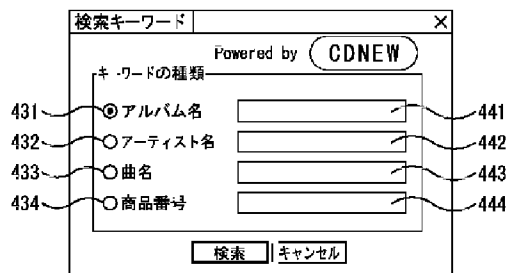 検索キーワード ×
Powered by CDNEW
キーワードの種類
431 アルバム名 441
432 アーティスト名 442
433 曲名 443
434 商品番号 444
検索 キャンセル